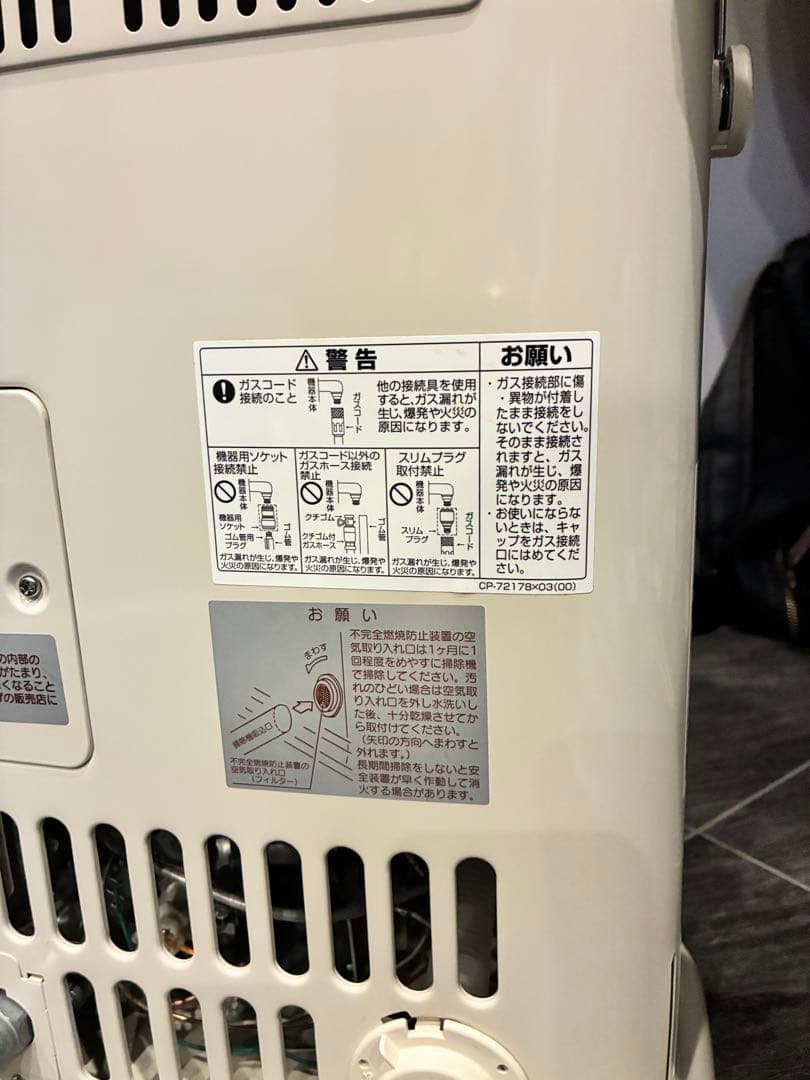 警告
ガスコード
接続のこと
機器本体
ガスコード
他の接続具を使用
すると、ガス漏れが
生じ、爆発や火災の
原因になります。
機器用ソケット
接続禁止
機器本体
機器用
ソケット
ゴム管用
プラグ
ゴム管
ガス漏れが生じ、爆発や
火災の原因になります。
ガスコード以外の
ガスホース接続
禁止
機器本体
クチゴム
クチゴム付
ガスホース
ゴム管
ガス漏れが生じ、爆発や
火災の原因になります。
スリムプラグ
取付禁止
機器本体
スリム
プラグ
ガスコード
ガス漏れが生じ、爆発や
火災の原因になります。
お願い
・ガス接続部に傷
・異物が付着し
たまま接続をし
ないでください。
そのまま接続さ
れますと、ガス
漏れが生じ、爆
発や火災の原因
になります。
・お使いにならな
いときは、キャ
ップをガス接続
口にはめてくだ
さい。
CP-72178×03(00)
お願い
まわす
掃除機吸込口
不完全燃焼防止装置の
空気取り入れ口
(フィルター)
不完全燃焼防止装置の空
気取り入れ口は1ヶ月に1
回程度をめやすに掃除機
で掃除してください。汚
れのひどい場合は空気取
り入れ口を外し水洗いし
た後、十分乾燥させてか
ら取付けてください。
(矢印の方向へまわすと
外れます。)
長期間掃除をしないと安
全装置が早く作動して消
火する場合があります。
の内部の
がたまり、
くなること
ずの販売店に